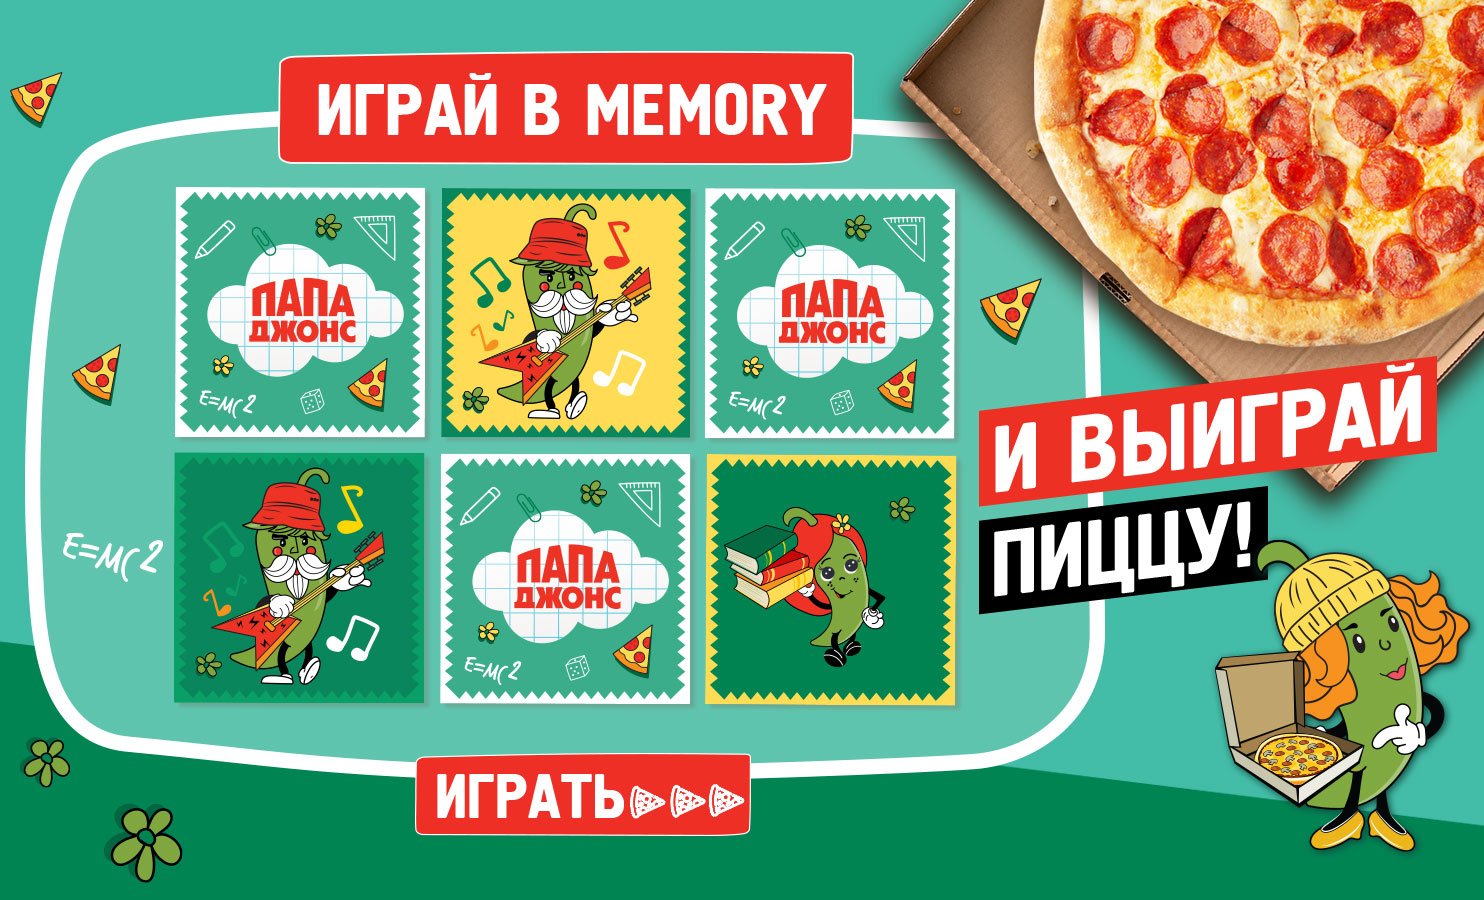 ИГРАЙ В MEMORY
ПАПА
ДЖОНС
E=MC2
ПАПА
ДЖОНС
E=MC2
И ВЫИГРАЙ
ПИЦЦУ!
E=MC2
ПАПА
ДЖОНС
E=MC2
ИГРАТЬ